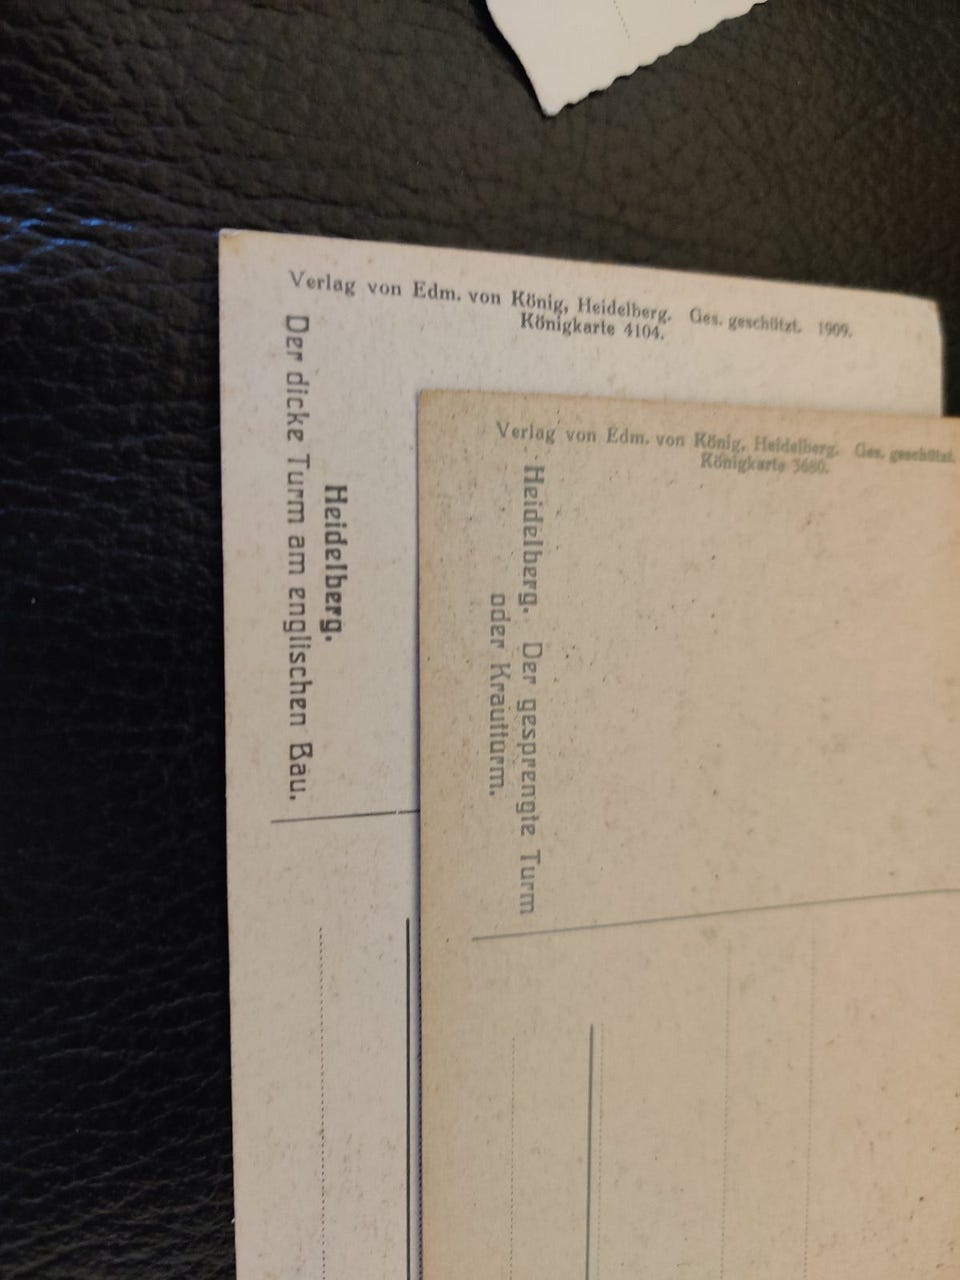 Verlag von Edm. von König, Heidelberg. Ges. geschützt. 1909.
Königkarte 4104.
Heidelberg.
Der dicke Turm am englischen Bau.
Verlag von Edm. von König, Heidelberg. Ges. geschützt.
Königkarte 3680.
Heidelberg. Der gesprengte Turm
oder Krautturm.